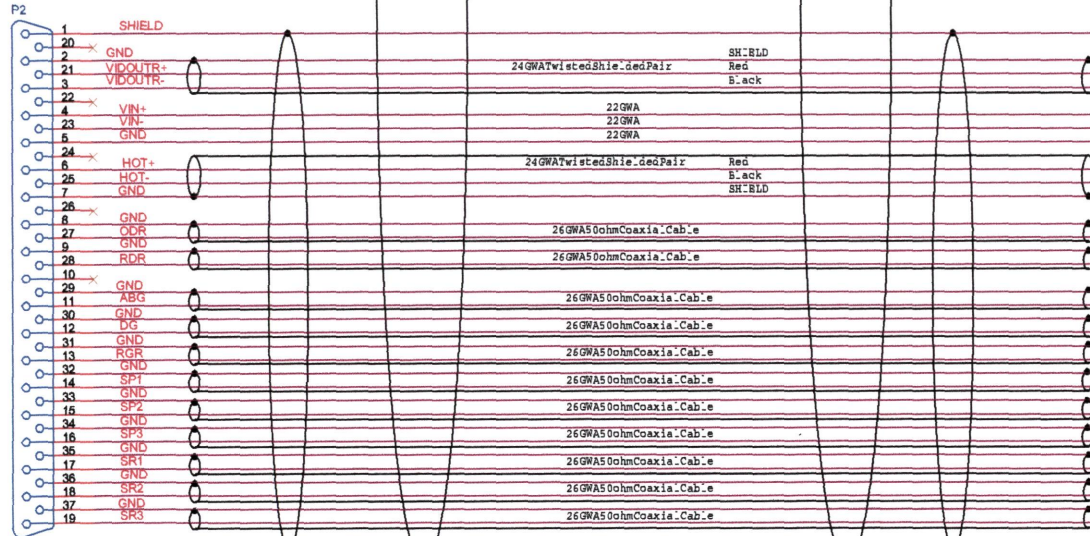 P2
1 SHIELD
20
2 GND SHIELD
21 VIDOUTR+ 24GWATwistedShieldedPair Red
3 VIDOUTR- Black
22
4 VIN+ 22GWA
23 VIN- 22GWA
5 GND 22GWA
24
6 HOT+ 24GWATwistedShieldedPair Red
25 HOT- Black
7 GND SHIELD
26
8 GND
27 ODR 26GWA50ohmCoaxialCable
9 GND
28 RDR 26GWA50ohmCoaxialCable
10
29 GND
11 ABG 26GWA50ohmCoaxialCable
30 GND
12 DG 26GWA50ohmCoaxialCable
31 GND
13 RGR 26GWA50ohmCoaxialCable
32 GND
14 SP1 26GWA50ohmCoaxialCable
33 GND
15 SP2 26GWA50ohmCoaxialCable
34 GND
16 SP3 26GWA50ohmCoaxialCable
35 GND
17 SR1 26GWA50ohmCoaxialCable
36 GND
18 SR2 26GWA50ohmCoaxialCable
37 GND
19 SR3 26GWA50ohmCoaxialCable